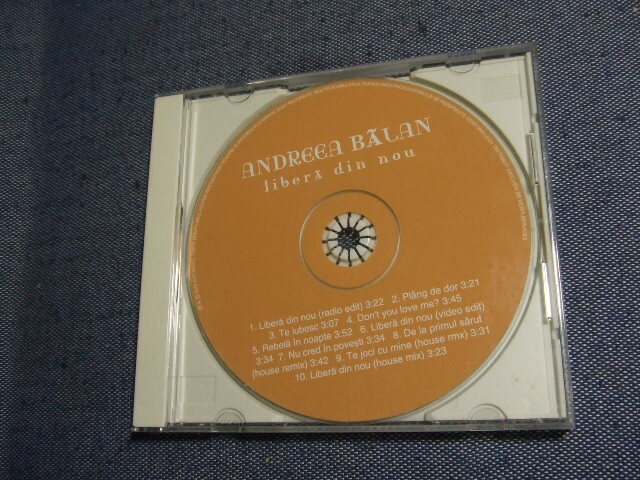 ANDREEA BĂLAN
liberă din nou
1. Liberă din nou (radio edit) 3:22 2. Plâng de dor 3:21
3. Te iubesc 3:07 4. Don't you love me? 3:45
5. Rebelă în noapte 3:52 6. Liberă din nou (video edit)
3:34 7. Nu cred în povești 3:34 8. De la primul sărut
(house remix) 3:42 9. Te joci cu mine (house rmx) 3:31
10. Liberă din nou (house mix) 3:23